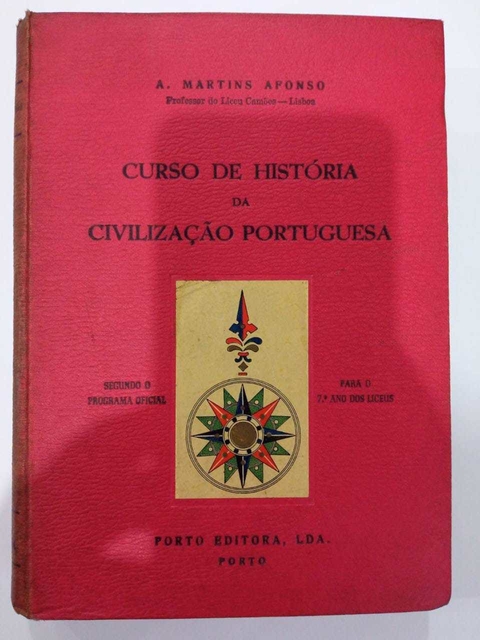 A. MARTINS AFONSO
Professor do Liceu Camões — Lisboa
CURSO DE HISTÓRIA
DA
CIVILIZAÇÃO PORTUGUESA
SEGUNDO O
PROGRAMA OFICIAL
PARA O
7.º ANO DOS LICEUS
PORTO EDITORA, LDA.
PORTO